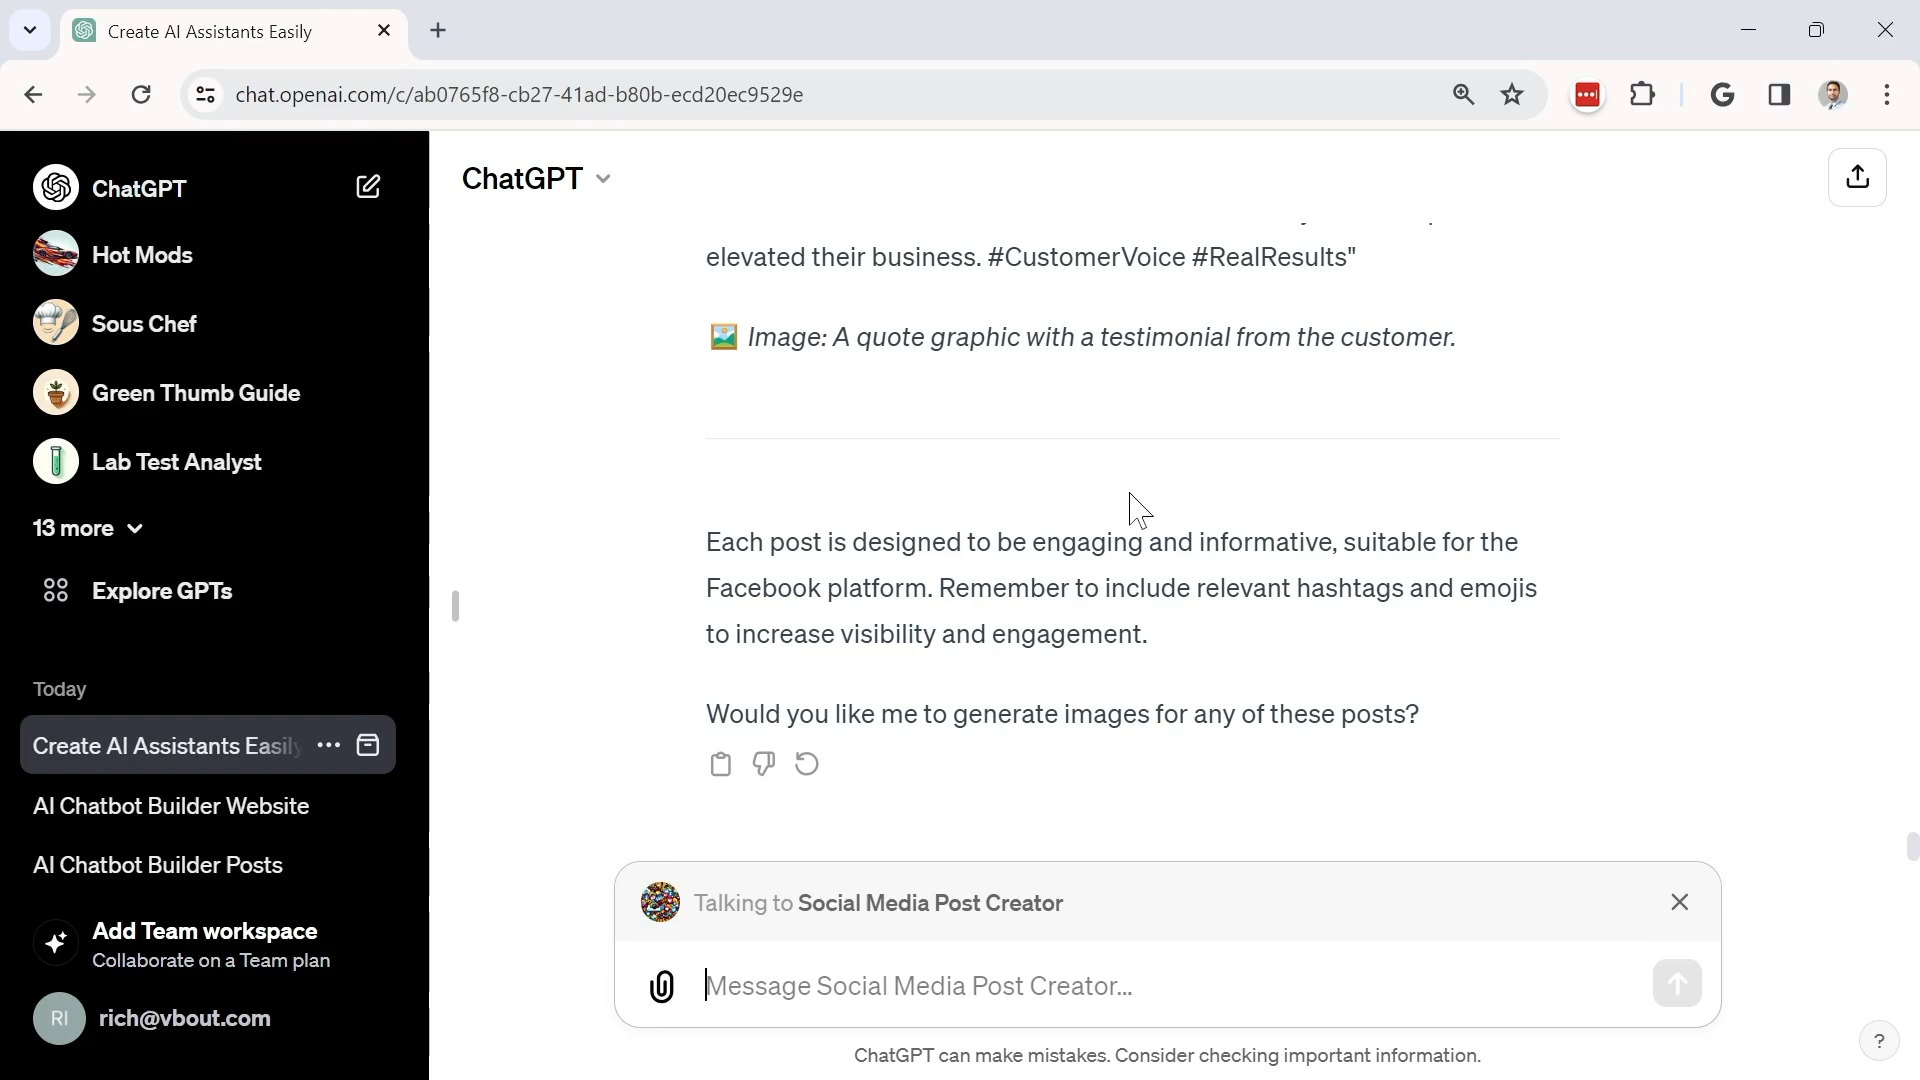 Create AI Assistants Easily
chat.openai.com/c/ab0765f8-cb27-41ad-b80b-ecd20ec9529e
ChatGPT
Hot Mods
Sous Chef
Green Thumb Guide
Lab Test Analyst
13 more
Explore GPTs
Today
Create AI Assistants Easily
AI Chatbot Builder Website
AI Chatbot Builder Posts
Add Team workspace
Collaborate on a Team plan
RI rich@vbout.com
ChatGPT
elevated their business. #CustomerVoice #RealResults"
Image: A quote graphic with a testimonial from the customer.
Each post is designed to be engaging and informative, suitable for the
Facebook platform. Remember to include relevant hashtags and emojis
to increase visibility and engagement.
Would you like me to generate images for any of these posts?
Talking to Social Media Post Creator
Message Social Media Post Creator...
ChatGPT can make mistakes. Consider checking important information.
?